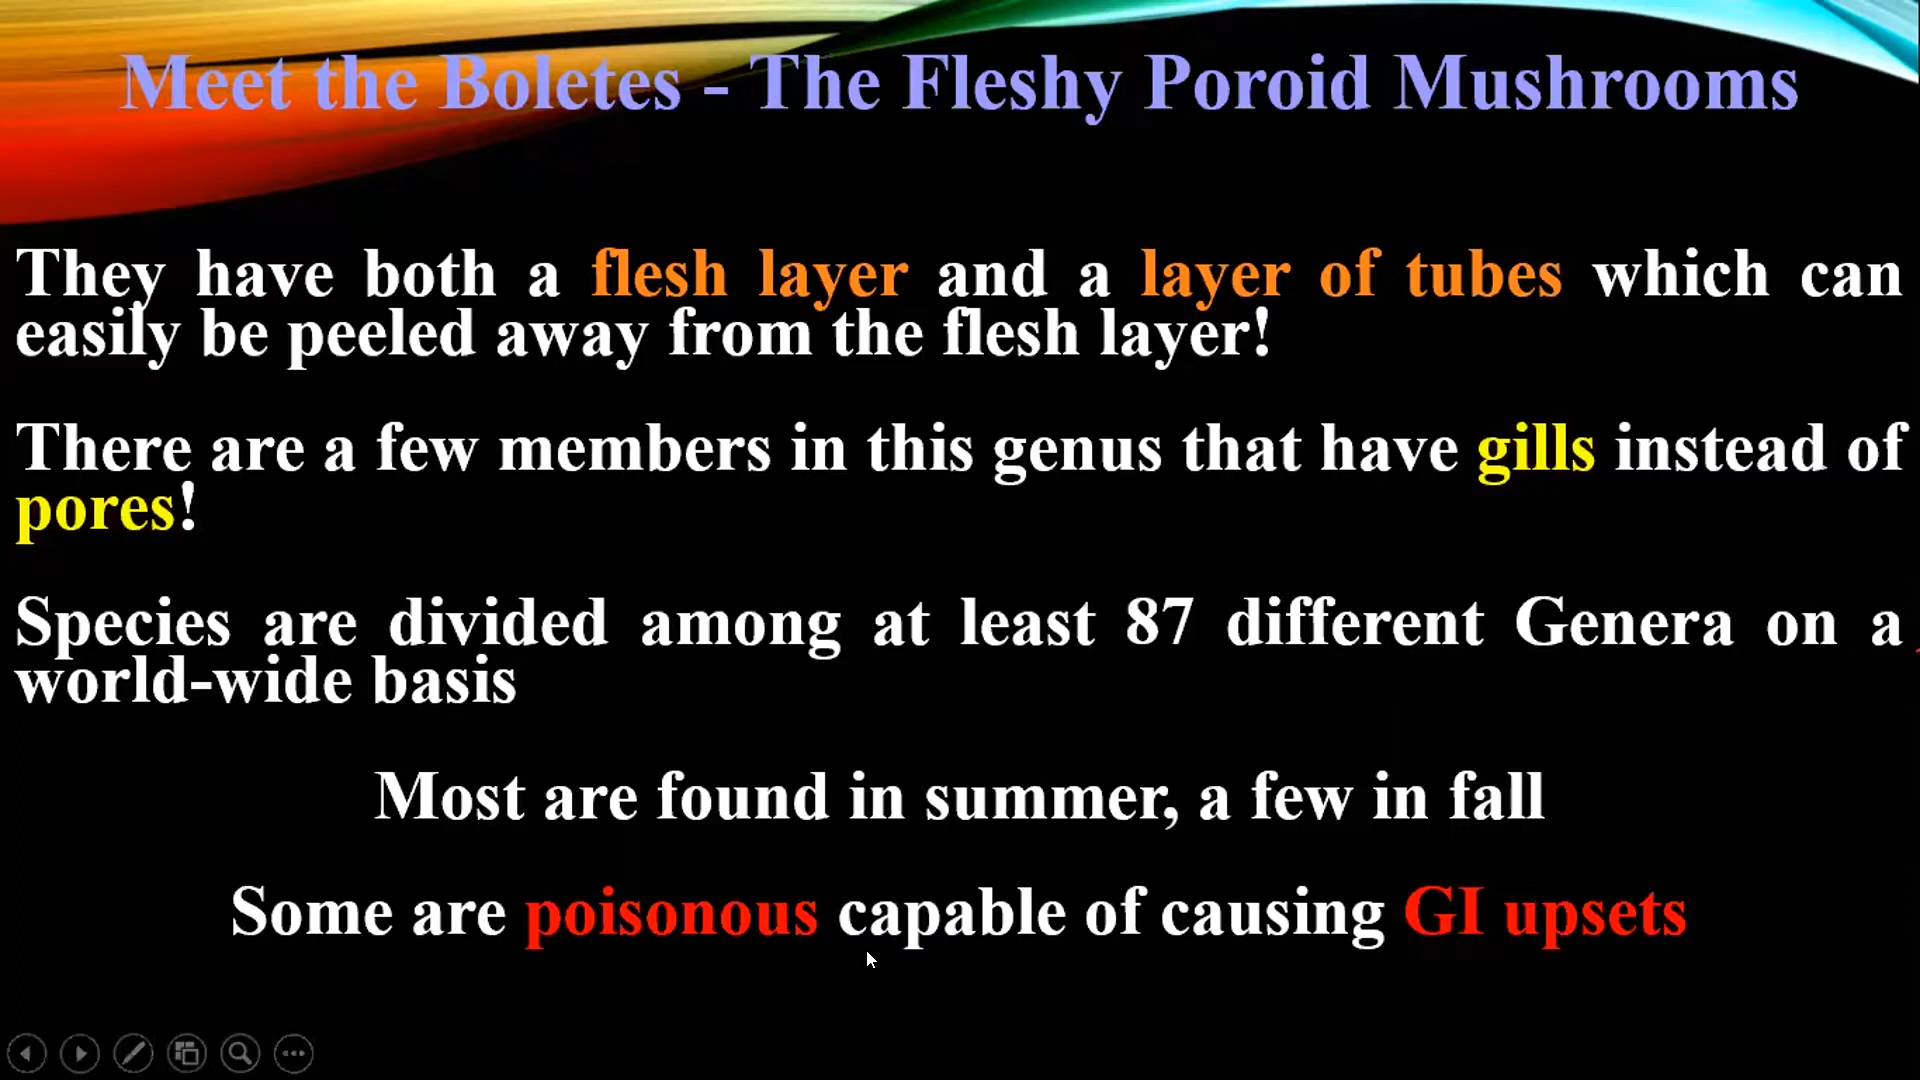 Meet the Boletes - The Fleshy Poroid Mushrooms
They have both a flesh layer and a layer of tubes which can
easily be peeled away from the flesh layer!
There are a few members in this genus that have gills instead of
pores!
Species are divided among at least 87 different Genera on a
world-wide basis
Most are found in summer, a few in fall
Some are poisonous capable of causing GI upsets